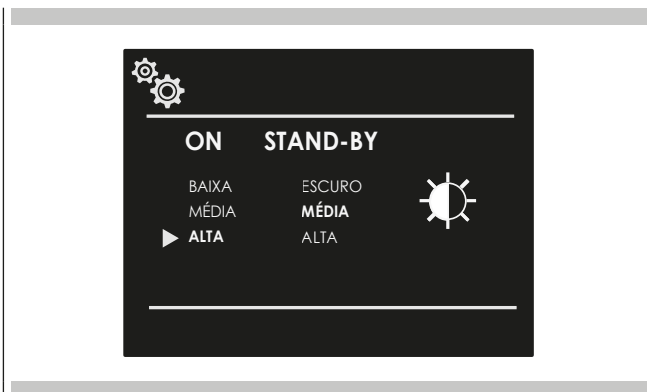 ON STAND-BY
BAIXA ESCURO
MÉDIA MÉDIA
ALTA ALTA